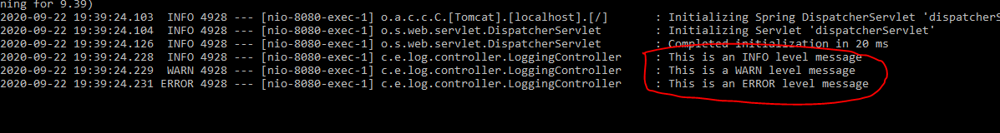 ning for 9.39)
2020-09-22 19:39:24.103  INFO 4928 --- [nio-8080-exec-1] o.a.c.c.C.[Tomcat].[localhost].[/]       : Initializing Spring DispatcherServlet 'dispatcherS
2020-09-22 19:39:24.104  INFO 4928 --- [nio-8080-exec-1] o.s.web.servlet.DispatcherServlet        : Initializing Servlet 'dispatcherServlet'
2020-09-22 19:39:24.126  INFO 4928 --- [nio-8080-exec-1] o.s.web.servlet.DispatcherServlet        : Completed initialization in 20 ms
2020-09-22 19:39:24.228  INFO 4928 --- [nio-8080-exec-1] c.e.log.controller.LoggingController     : This is an INFO level message
2020-09-22 19:39:24.229  WARN 4928 --- [nio-8080-exec-1] c.e.log.controller.LoggingController     : This is a WARN level message
2020-09-22 19:39:24.231 ERROR 4928 --- [nio-8080-exec-1] c.e.log.controller.LoggingController     : This is an ERROR level message